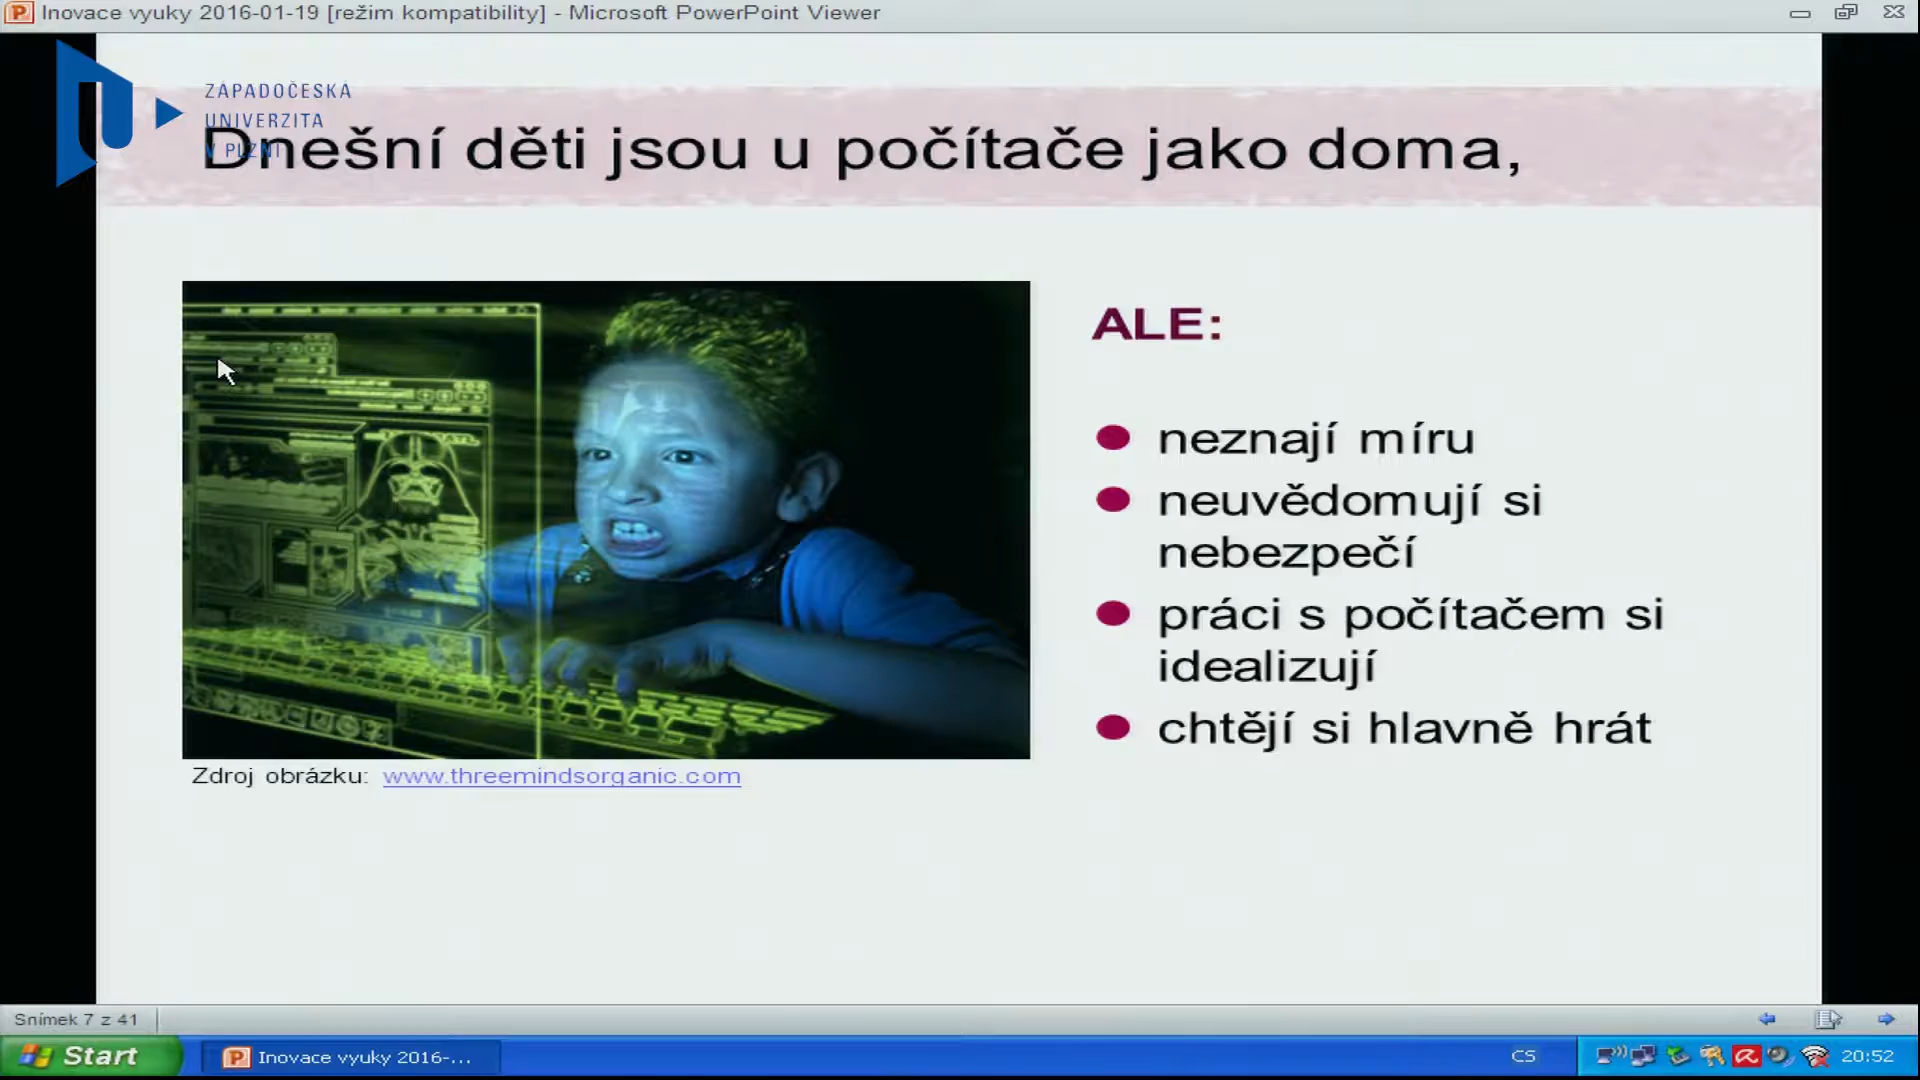 Inovace vyuky 2016-01-19 [režim kompatibility] - Microsoft PowerPoint Viewer
ZÁPADOČESKÁ
UNIVERZITA
V PLZNI
Dnešní děti jsou u počítače jako doma,
ALE:
neznají míru
neuvědomují si
nebezpečí
práci s počítačem si
idealizují
chtějí si hlavně hrát
Zdroj obrázku: www.threemindsorganic.com
Snímek 7 z 41
Start
Inovace vyuky 2016-...
CS
20:52